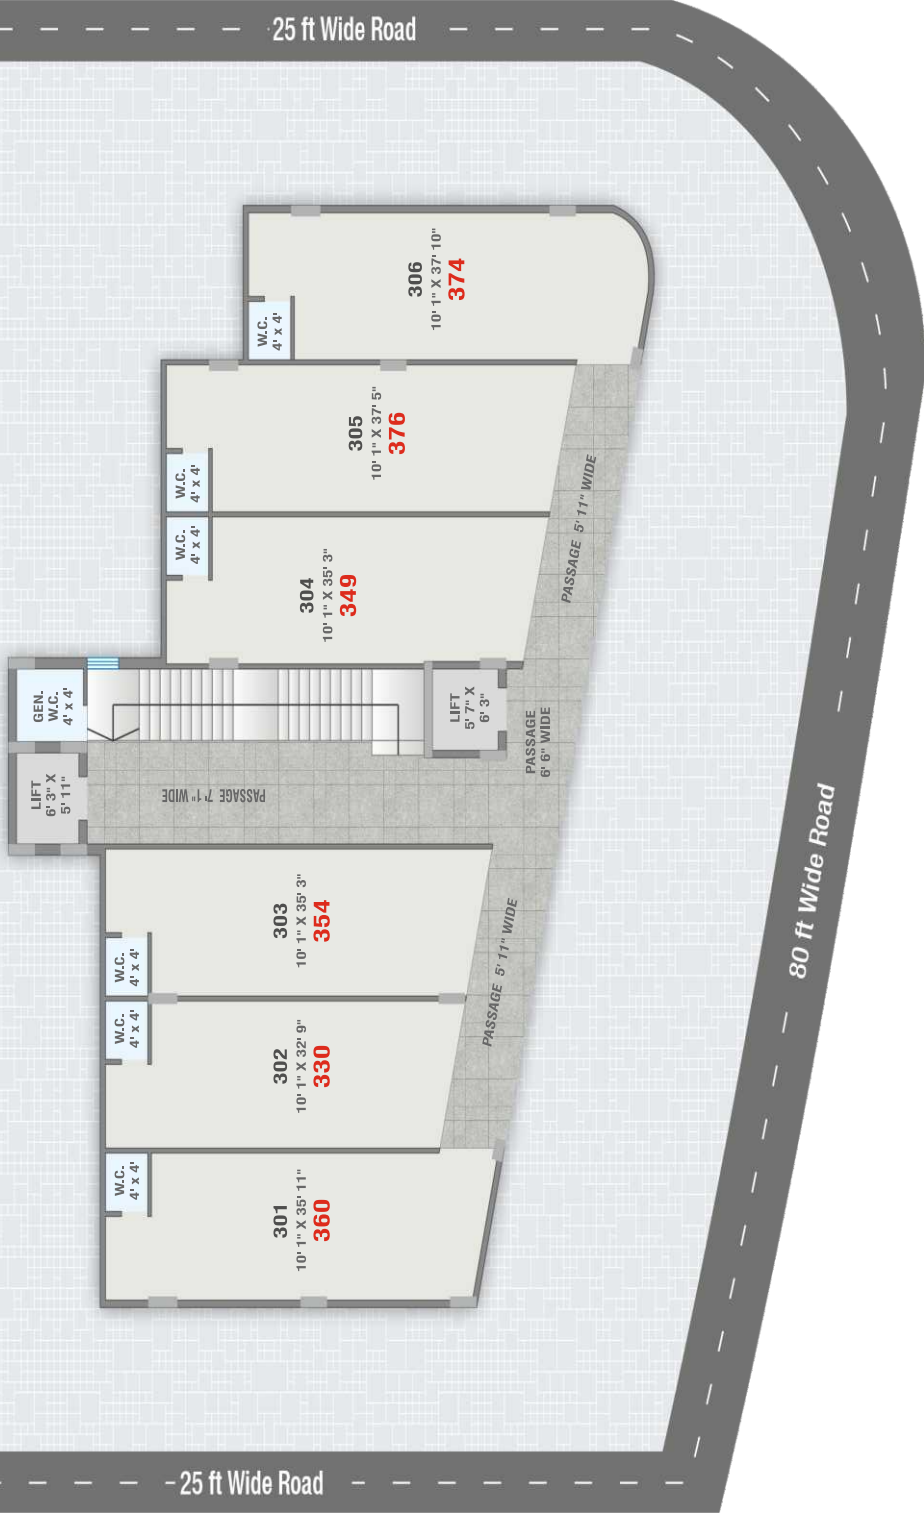 25 ft Wide Road
306
10' 1" X 37' 10"
374
W.C.
4' x 4'
305
10' 1" X 37' 5"
376
W.C.
4' x 4'
W.C.
4' x 4'
304
10' 1" X 35' 3"
349
PASSAGE 5' 11" WIDE
GEN.
W.C.
4' x 4'
LIFT
5' 7" X
6' 3"
PASSAGE
6' 6" WIDE
LIFT
6' 3" X
5' 11"
PASSAGE 7'1" WIDE
80 ft Wide Road
303
10' 1" X 35' 3"
354
W.C.
4' x 4'
PASSAGE 5' 11" WIDE
W.C.
4' x 4'
302
10' 1" X 32' 9"
330
W.C.
4' x 4'
301
10' 1" X 35' 11"
360
25 ft Wide Road